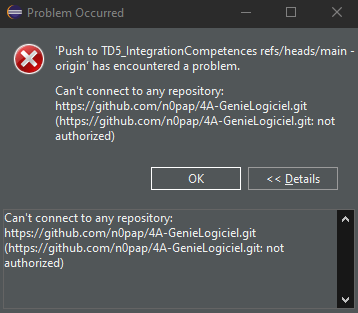 Problem Occurred
'Push to TD5_IntegrationCompetences refs/heads/main -
origin' has encountered a problem.
Can't connect to any repository:
https://github.com/n0pap/4A-GenieLogiciel.git
(https://github.com/n0pap/4A-GenieLogiciel.git: not
authorized)
OK
<< Details
Can't connect to any repository:
https://github.com/n0pap/4A-GenieLogiciel.git
(https://github.com/n0pap/4A-GenieLogiciel.git: not
authorized)